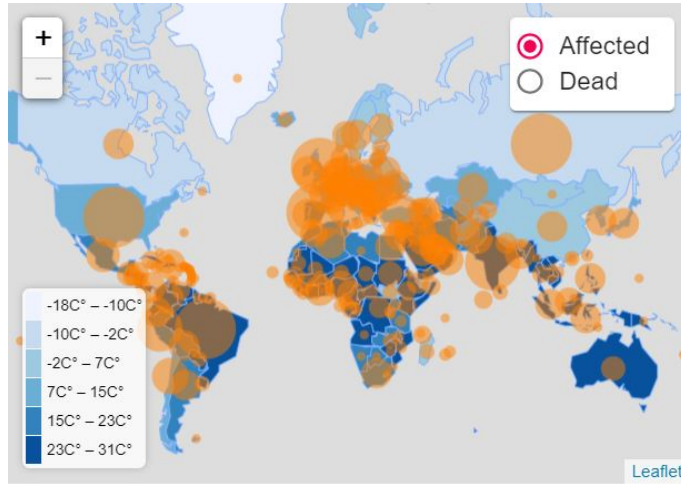 +
−
Affected
Dead
-18C° – -10C°
-10C° – -2C°
-2C° – 7C°
7C° – 15C°
15C° – 23C°
23C° – 31C°
Leaflet